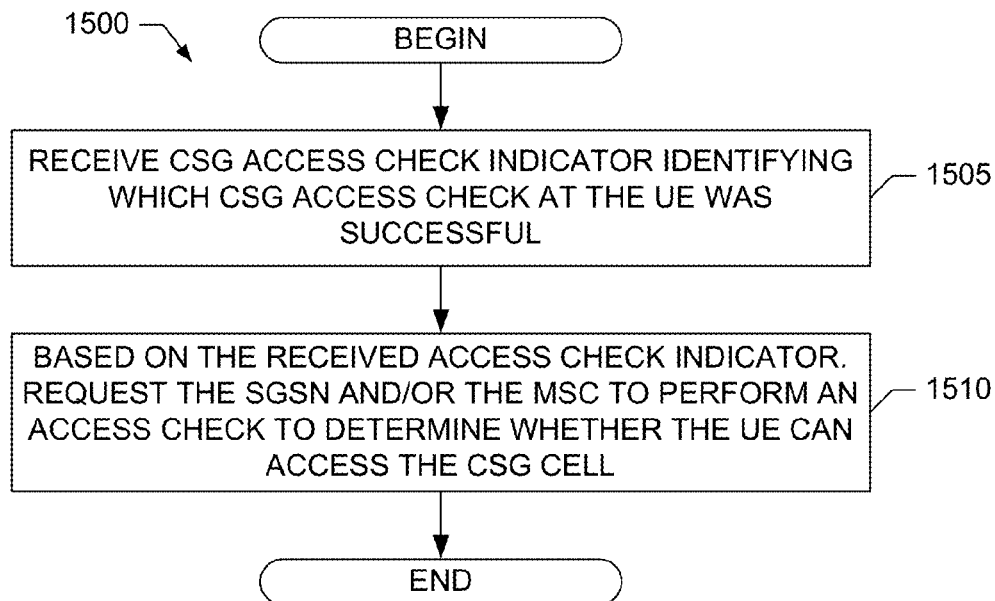 1500
BEGIN
RECEIVE CSG ACCESS CHECK INDICATOR IDENTIFYING
WHICH CSG ACCESS CHECK AT THE UE WAS
SUCCESSFUL
1505
BASED ON THE RECEIVED ACCESS CHECK INDICATOR.
REQUEST THE SGSN AND/OR THE MSC TO PERFORM AN
ACCESS CHECK TO DETERMINE WHETHER THE UE CAN
ACCESS THE CSG CELL
1510
END